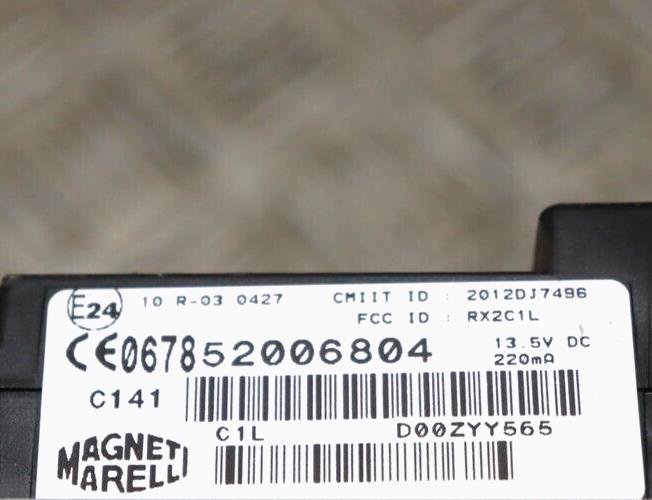 E24 10 R-03 0427 CMIIT ID : 2012DJ7496
FCC ID : RX2C1L
CE0678 52006804 13.5V DC
220mA
C141
C1L D00ZYY565
MAGNETI
MARELLI